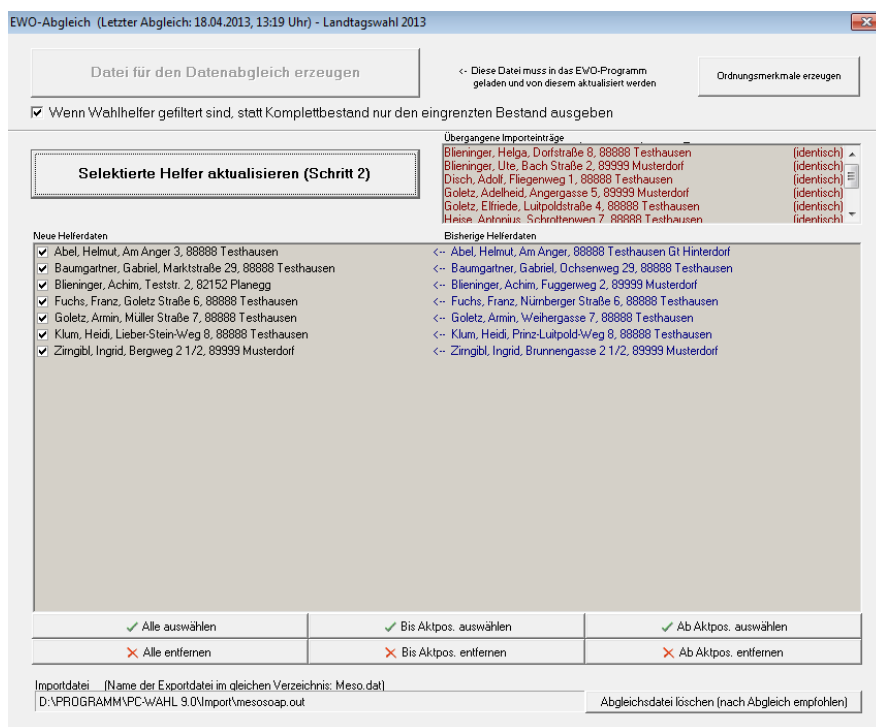 EWO-Abgleich (Letzter Abgleich: 18.04.2013, 13:19 Uhr) - Landtagswahl 2013
Datei für den Datenabgleich erzeugen
<- Diese Datei muss in das EWO-Programm
geladen und von diesem aktualisiert werden
Ordnungsmerkmale erzeugen
Wenn Wahlhelfer gefiltert sind, statt Komplettbestand nur den eingrenzten Bestand ausgeben
Selektierte Helfer aktualisieren (Schritt 2)
Übergangene Importeinträge
Blieninger, Helga, Dorfstraße 8, 88888 Testhausen (identisch)
Blieninger, Ute, Bach Straße 2, 89999 Musterdorf (identisch)
Disch, Adolf, Fliegenweg 1, 88888 Testhausen (identisch)
Goletz, Adelheid, Angergasse 5, 89999 Musterdorf (identisch)
Goletz, Elfriede, Luitpoldstraße 4, 88888 Testhausen (identisch)
Heise, Antonius, Schrottenweg 7, 88888 Testhausen (identisch)
Neue Helferdaten Bisherige Helferdaten
Abel, Helmut, Am Anger 3, 88888 Testhausen <-- Abel, Helmut, Am Anger, 88888 Testhausen Gt Hinterdorf
Baumgartner, Gabriel, Marktstraße 29, 88888 Testhausen <-- Baumgartner, Gabriel, Ochsenweg 29, 88888 Testhausen
Blieninger, Achim, Teststr. 2, 82152 Planegg <-- Blieninger, Achim, Fuggerweg 2, 89999 Musterdorf
Fuchs, Franz, Goletz Straße 6, 88888 Testhausen <-- Fuchs, Franz, Nürnberger Straße 6, 88888 Testhausen
Goletz, Armin, Müller Straße 7, 88888 Testhausen <-- Goletz, Armin, Weihergasse 7, 88888 Testhausen
Klum, Heidi, Lieber-Stein-Weg 8, 88888 Testhausen <-- Klum, Heidi, Prinz-Luitpold-Weg 8, 88888 Testhausen
Zirngibl, Ingrid, Bergweg 2 1/2, 89999 Musterdorf <-- Zirngibl, Ingrid, Brunnengasse 2 1/2, 89999 Musterdorf
Alle auswählen Bis Aktpos. auswählen Ab Aktpos. auswählen
Alle entfernen Bis Aktpos. entfernen Ab Aktpos. entfernen
Importdatei (Name der Exportdatei im gleichen Verzeichnis: Meso.dat)
D:\PROGRAMM\PC-WAHL 9.0\Import\mesosoap.out
Abgleichsdatei löschen (nach Abgleich empfohlen)